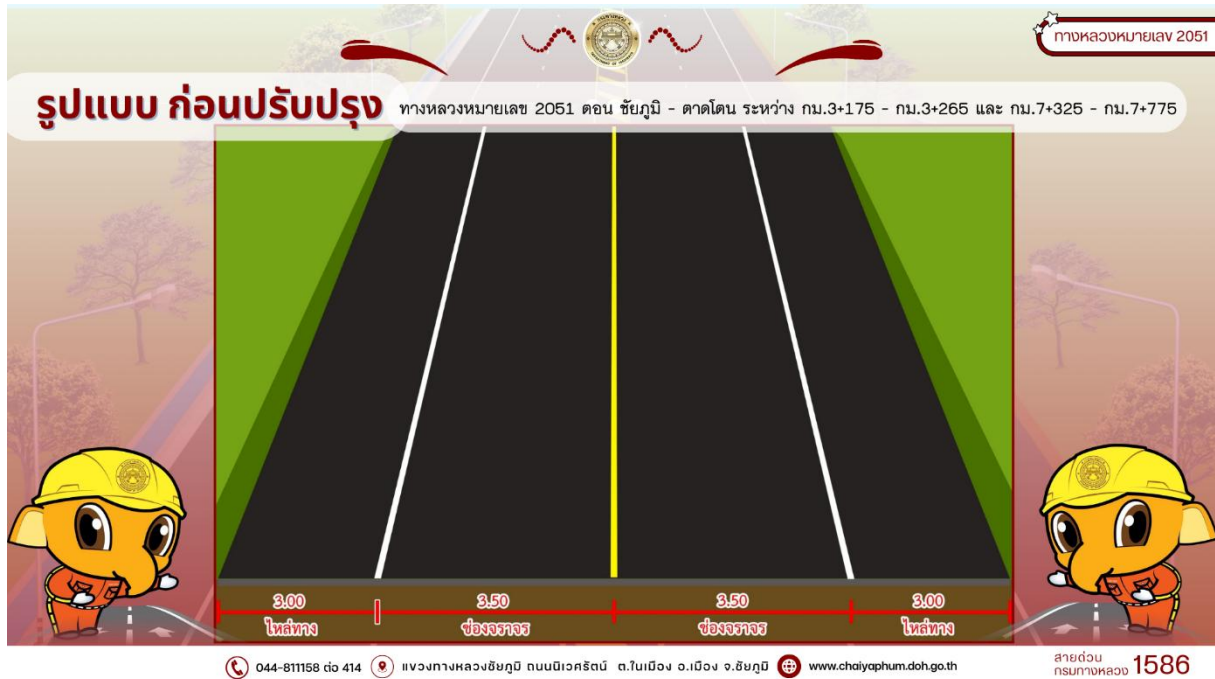 ทางหลวงหมายเลข 2051
รูปแบบ ก่อนปรับปรุง
ทางหลวงหมายเลข 2051 ตอน ชัยภูมิ - ตาดโตน ระหว่าง กม.3+175 - กม.3+265 และ กม.7+325 - กม.7+775
3.00 3.50 3.50 3.00
ไหล่ทาง ช่องจราจร ช่องจราจร ไหล่ทาง
044-811158 ต่อ 414 แขวงทางหลวงชัยภูมิ ถนนนิเวศรัตน์ ต.ในเมือง อ.เมือง จ.ชัยภูมิ www.chaiyaphum.doh.go.th
สายด่วน
กรมทางหลวง 1586